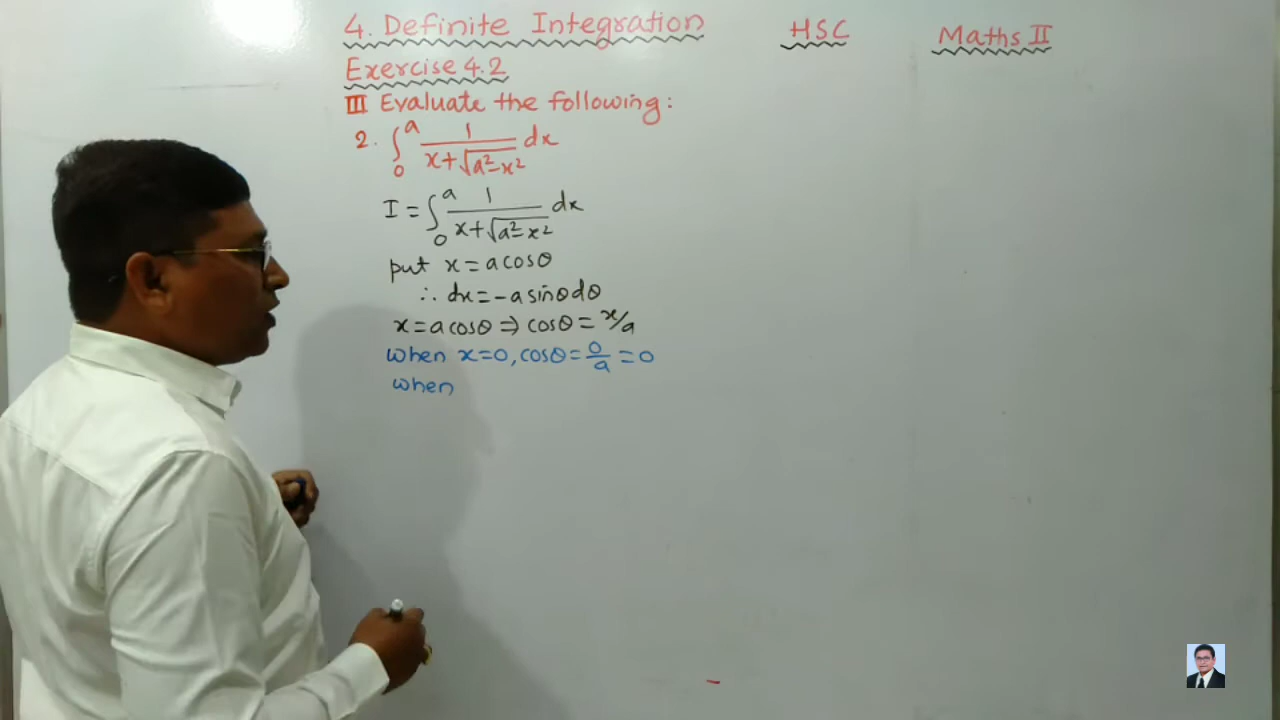 4. Definite Integration HSC Maths II
Exercise 4.2
III Evaluate the following:
2. ∫₀ᵃ 1/(x+√(a²-x²)) dx
I = ∫₀ᵃ 1/(x+√(a²-x²)) dx
put x = a cosθ
∴ dx = -a sinθ dθ
x = a cosθ ⇒ cosθ = x/a
when x=0, cosθ = 0/a = 0
when